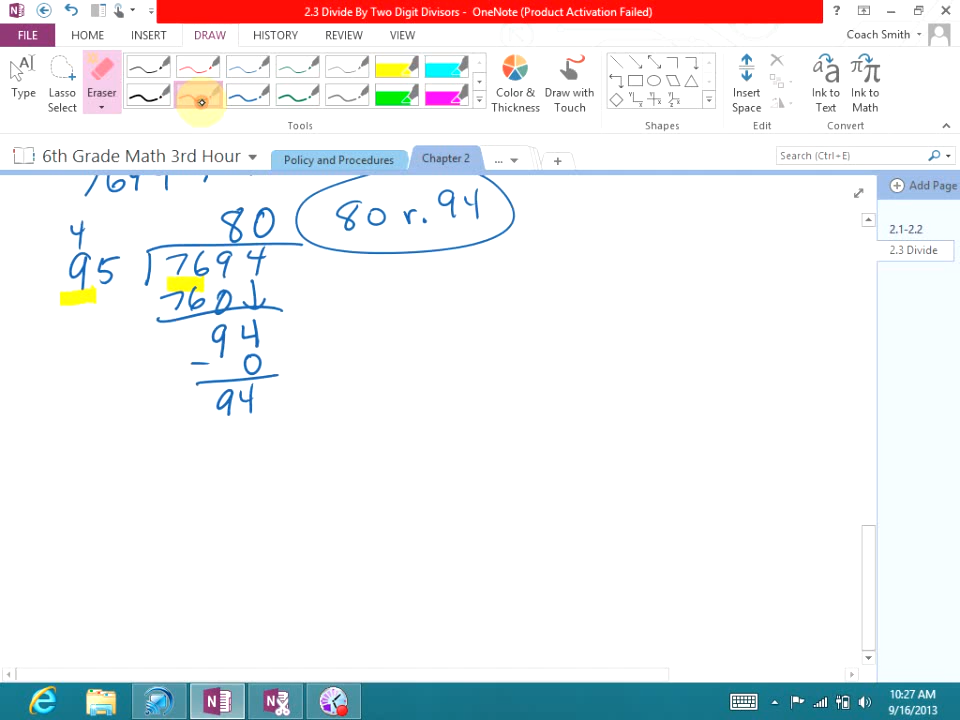 2.3 Divide By Two Digit Divisors - OneNote (Product Activation Failed)
?
FILE HOME INSERT DRAW HISTORY REVIEW VIEW
Coach Smith
Type
Lasso Select
Eraser
Color & Thickness
Draw with Touch
Insert Space
Ink to Text
Ink to Math
Tools Shapes Edit Convert
6th Grade Math 3rd Hour
Policy and Procedures
Chapter 2
...
Search (Ctrl+E)
Add Page
2.1-2.2
2.3 Divide
7694
80
80 r. 94
4
95 7694
760
94
- 0
94
10:27 AM
9/16/2013